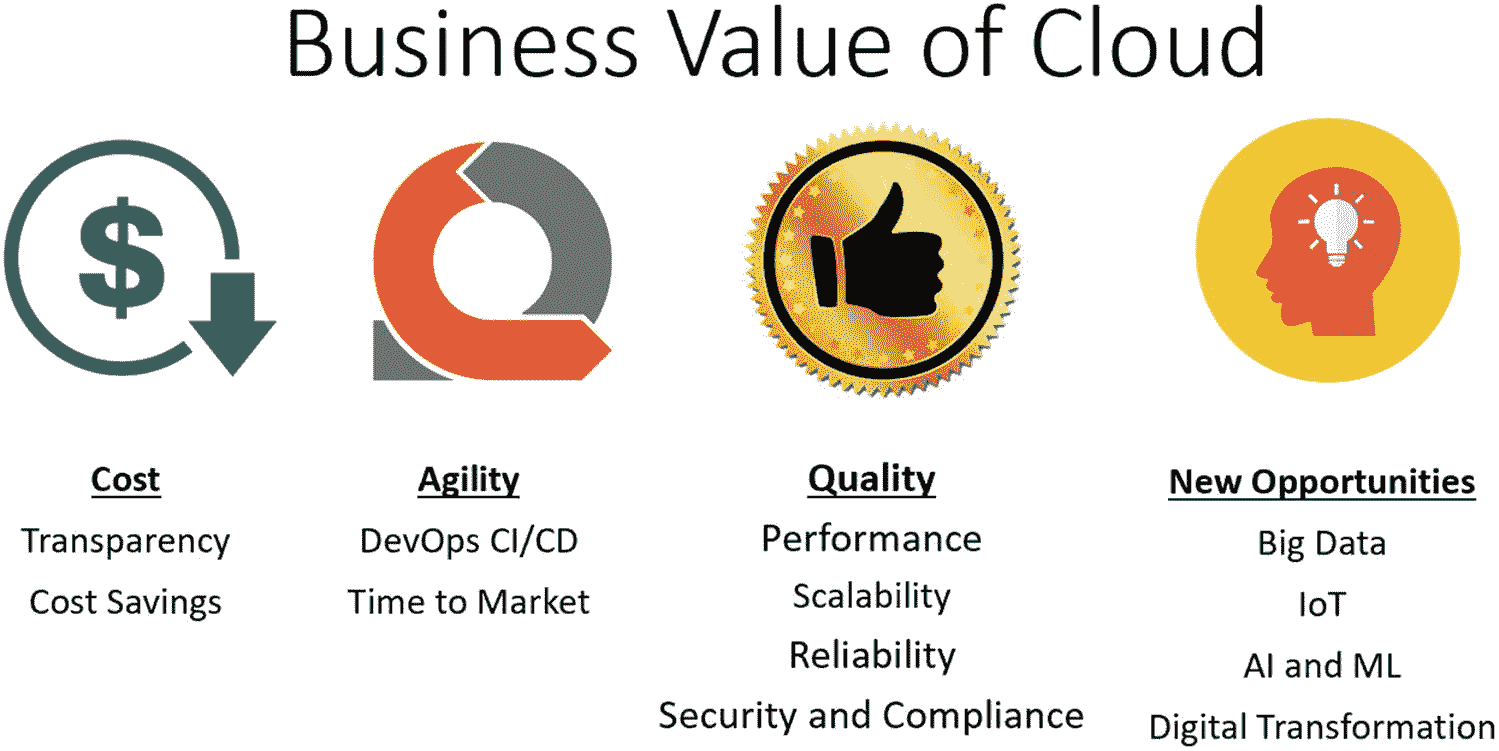 Business Value of Cloud
$
Cost
Transparency
Cost Savings
Agility
DevOps CI/CD
Time to Market
Quality
Performance
Scalability
Reliability
Security and Compliance
New Opportunities
Big Data
IoT
AI and ML
Digital Transformation